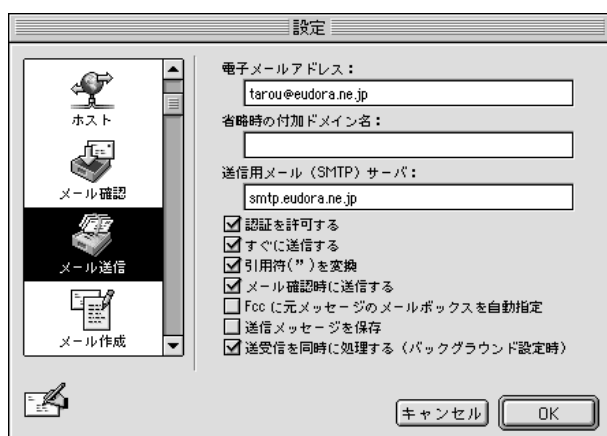 設定
ホスト
メール確認
メール送信
メール作成
電子メールアドレス：
tarou@eudora.ne.jp
省略時の付加ドメイン名：
送信用メール（SMTP）サーバ：
smtp.eudora.ne.jp
認証を許可する
すぐに送信する
引用符(")を変換
メール確認時に送信する
Fcc に元メッセージのメールボックスを自動指定
送信メッセージを保存
送受信を同時に処理する（バックグラウンド設定時）
キャンセル
OK